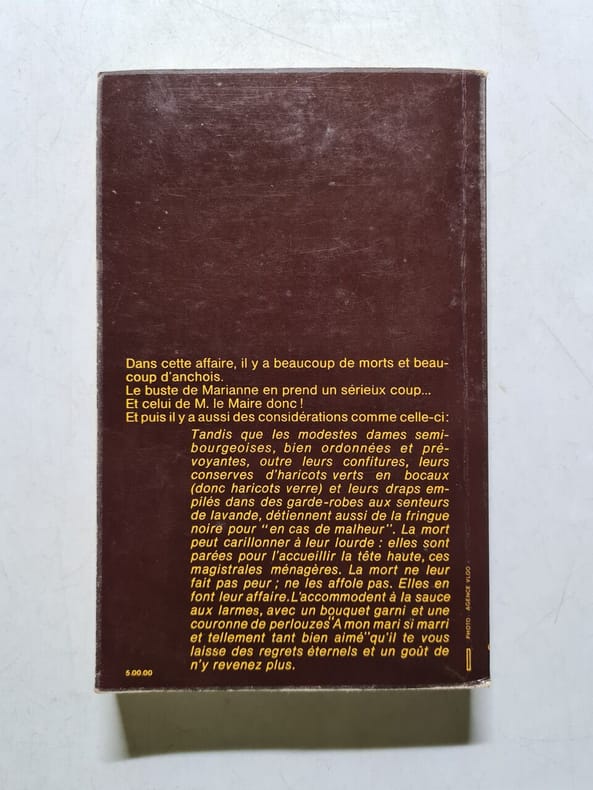 Dans cette affaire, il y a beaucoup de morts et beau-
coup d'anchois.
Le buste de Marianne en prend un sérieux coup...
Et celui de M. le Maire donc !
Et puis il y a aussi des considérations comme celle-ci:
Tandis que les modestes dames semi-
bourgeoises, bien ordonnées et pré-
voyantes, outre leurs confitures, leurs
conserves d'haricots verts en bocaux
(donc haricots verre) et leurs draps em-
pilés dans des garde-robes aux senteurs
de lavande, détiennent aussi de la fringue
noire pour "en cas de malheur". La mort
peut carillonner à leur lourde : elles sont
parées pour l'accueillir la tête haute, ces
magistrales ménagères. La mort ne leur
fait pas peur ; ne les affole pas. Elles en
font leur affaire. L'accommodent à la sauce
aux larmes, avec un bouquet garni et une
couronne de perlouzes "A mon mari si marri
et tellement tant bien aimé" qu'il te vous
laisse des regrets éternels et un goût de
n'y revenez plus.
5.00.00
PHOTO : AGENCE VLOO